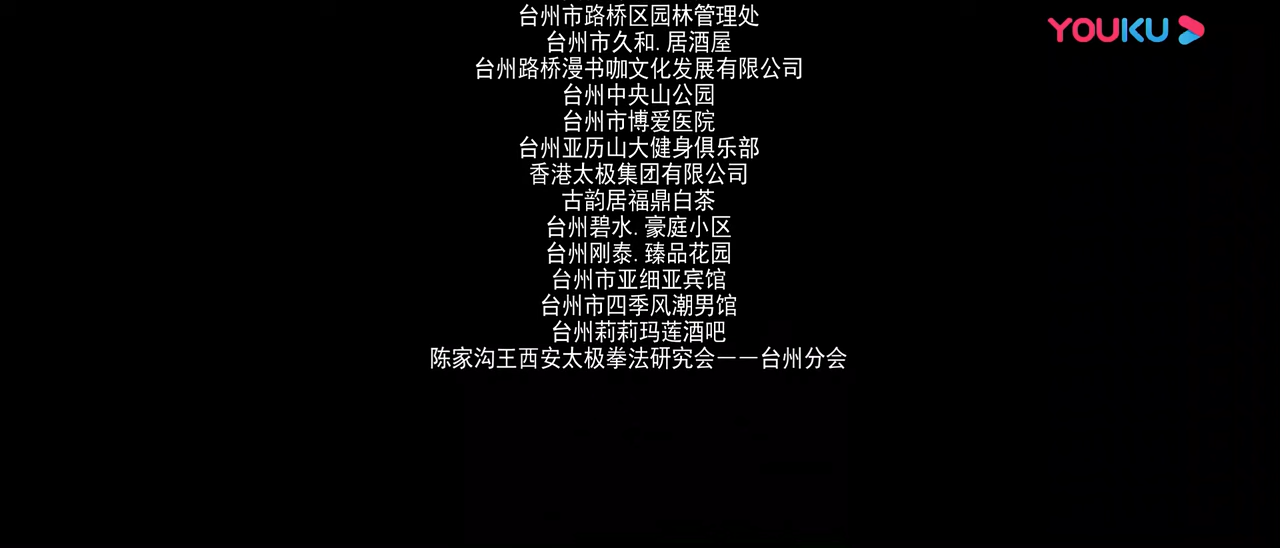 台州市路桥区园林管理处
YOUKU
台州市久和.居酒屋
台州路桥漫书咖文化发展有限公司
台州中央山公园
台州市博爱医院
台州亚历山大健身俱乐部
香港太极集团有限公司
古韵居福鼎白茶
台州碧水.豪庭小区
台州刚泰.臻品花园
台州市亚细亚宾馆
台州市四季风潮男馆
台州莉莉玛莲酒吧
陈家沟王西安太极拳法研究会——台州分会